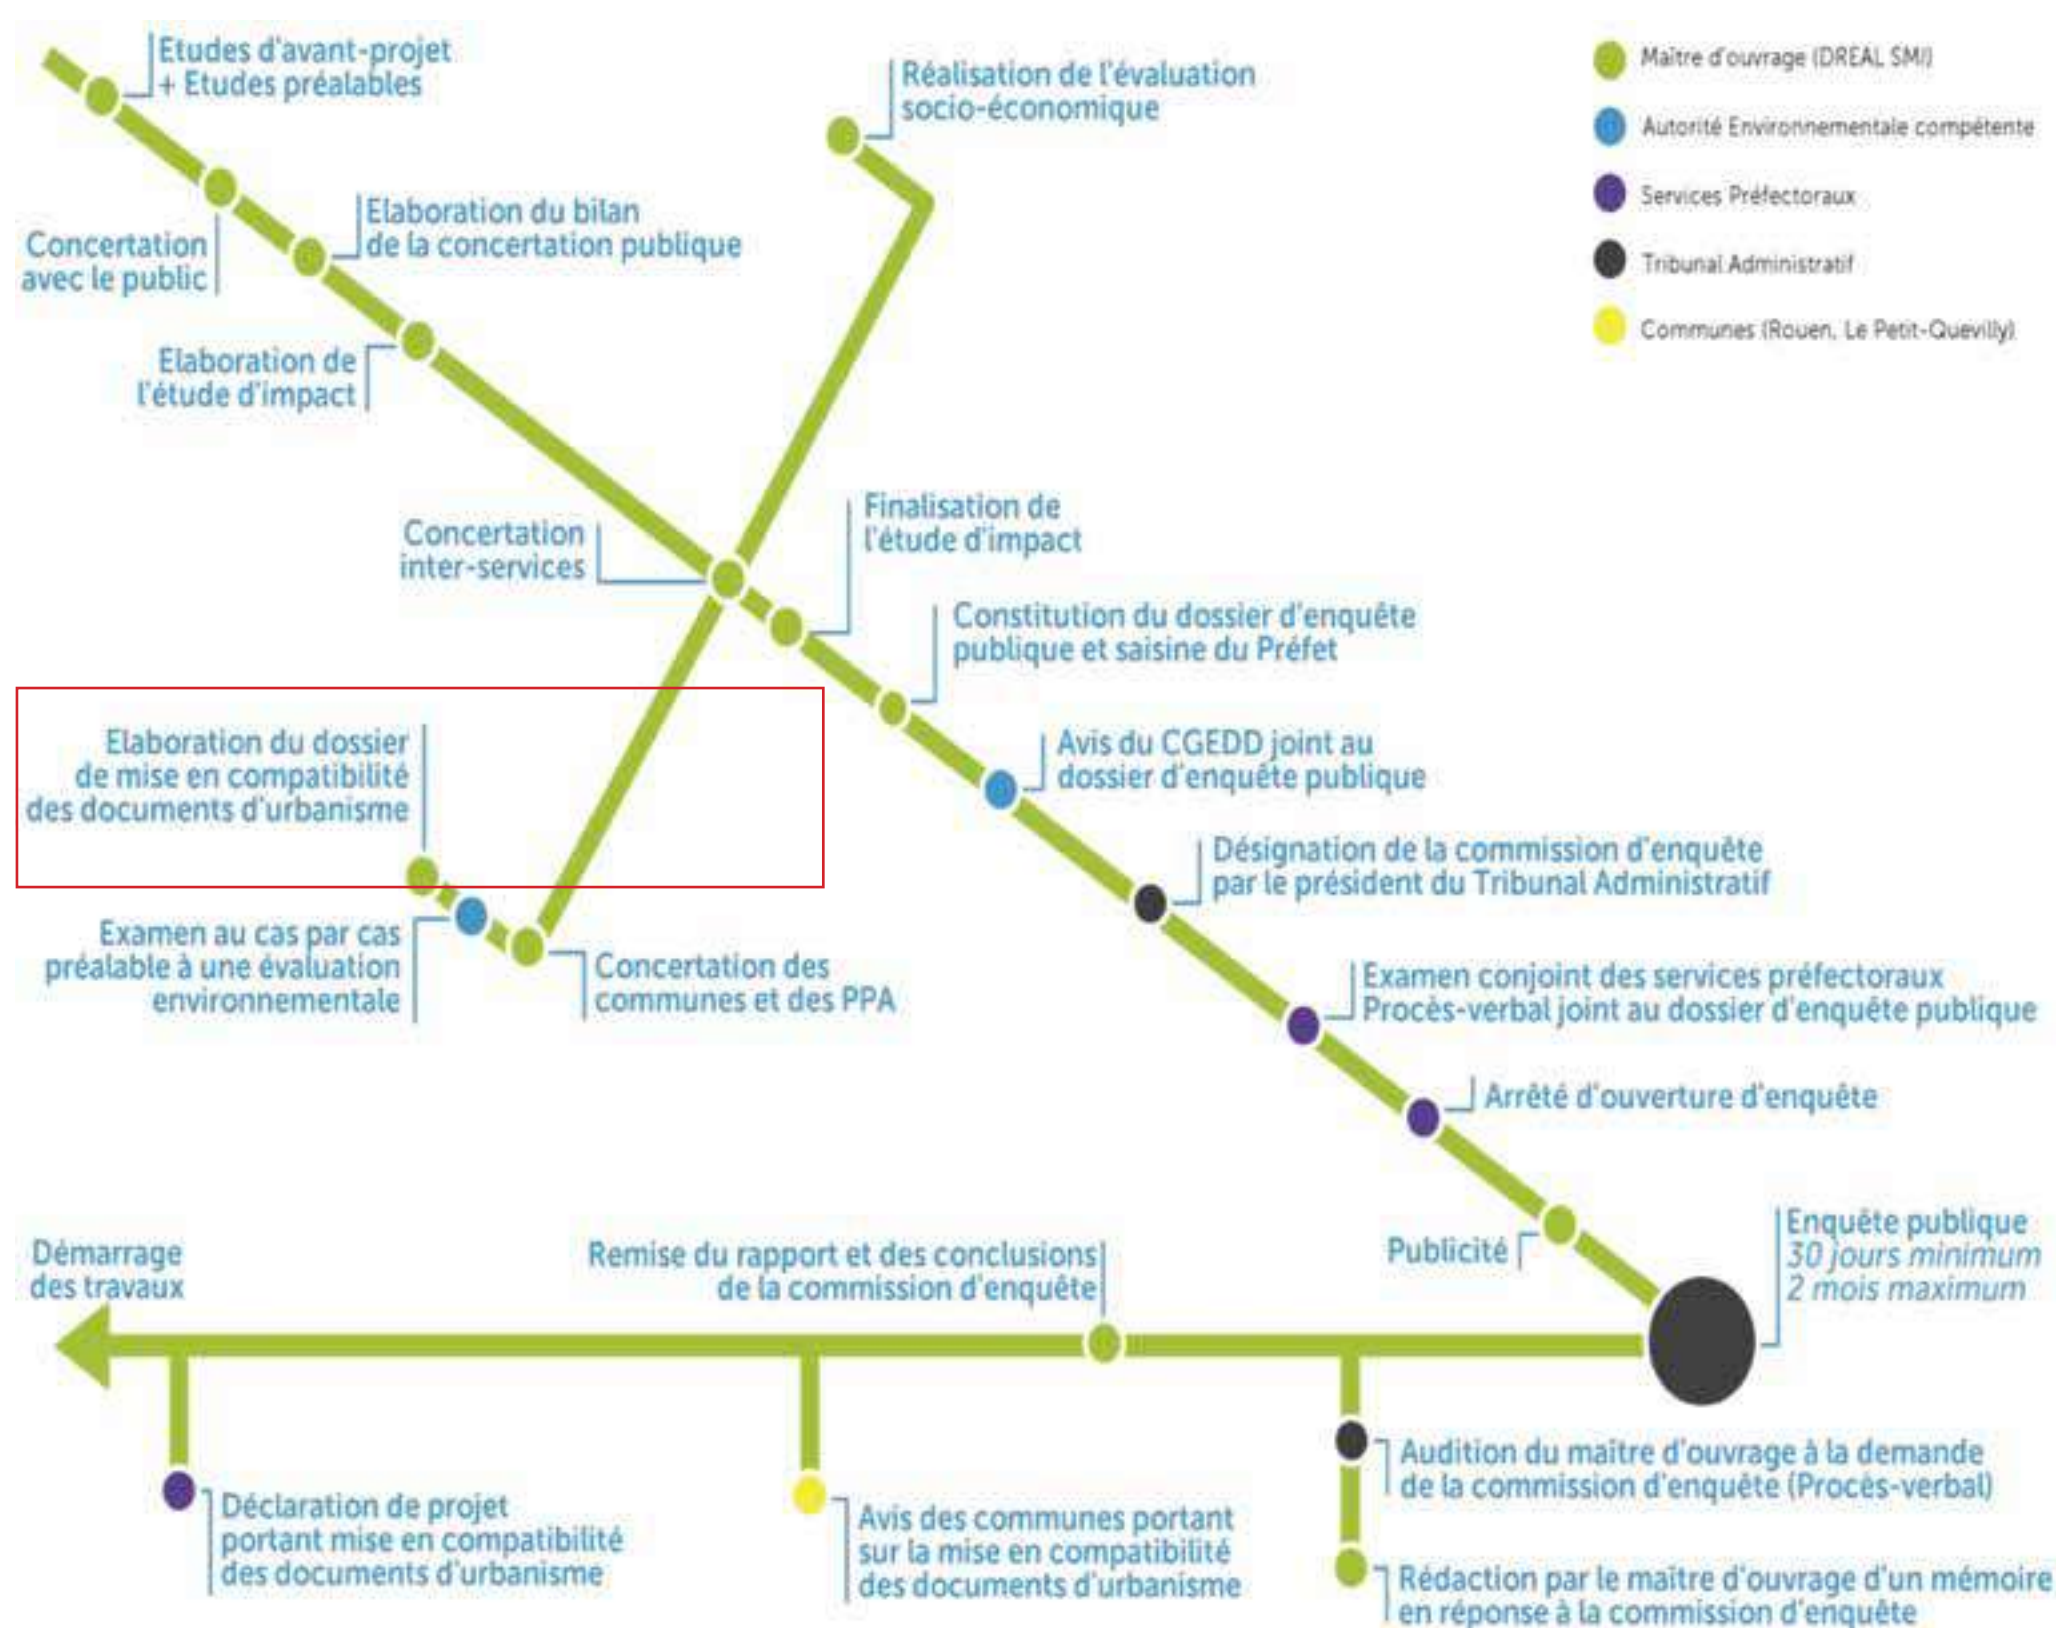 Etudes d'avant-projet
+ Etudes préalables
Réalisation de l'évaluation
socio-économique
Maître d'ouvrage (DREAL SMI)
Autorité Environnementale compétente
Services Préfectoraux
Tribunal Administratif
Communes (Rouen, Le Petit-Quevilly)
Concertation
avec le public
Elaboration du bilan
de la concertation publique
Elaboration de
l'étude d'impact
Concertation
inter-services
Finalisation de
l'étude d'impact
Constitution du dossier d'enquête
publique et saisine du Préfet
Elaboration du dossier
de mise en compatibilité
des documents d'urbanisme
Avis du CGEDD joint au
dossier d'enquête publique
Désignation de la commission d'enquête
par le président du Tribunal Administratif
Examen au cas par cas
préalable à une évaluation
environnementale
Concertation des
communes et des PPA
Examen conjoint des services préfectoraux
Procès-verbal joint au dossier d'enquête publique
Arrêté d'ouverture d'enquête
Publicité
Enquête publique
30 jours minimum
2 mois maximum
Démarrage
des travaux
Remise du rapport et des conclusions
de la commission d'enquête
Audition du maître d'ouvrage à la demande
de la commission d'enquête (Procès-verbal)
Déclaration de projet
portant mise en compatibilité
des documents d'urbanisme
Avis des communes portant
sur la mise en compatibilité
des documents d'urbanisme
Rédaction par le maître d'ouvrage d'un mémoire
en réponse à la commission d'enquête